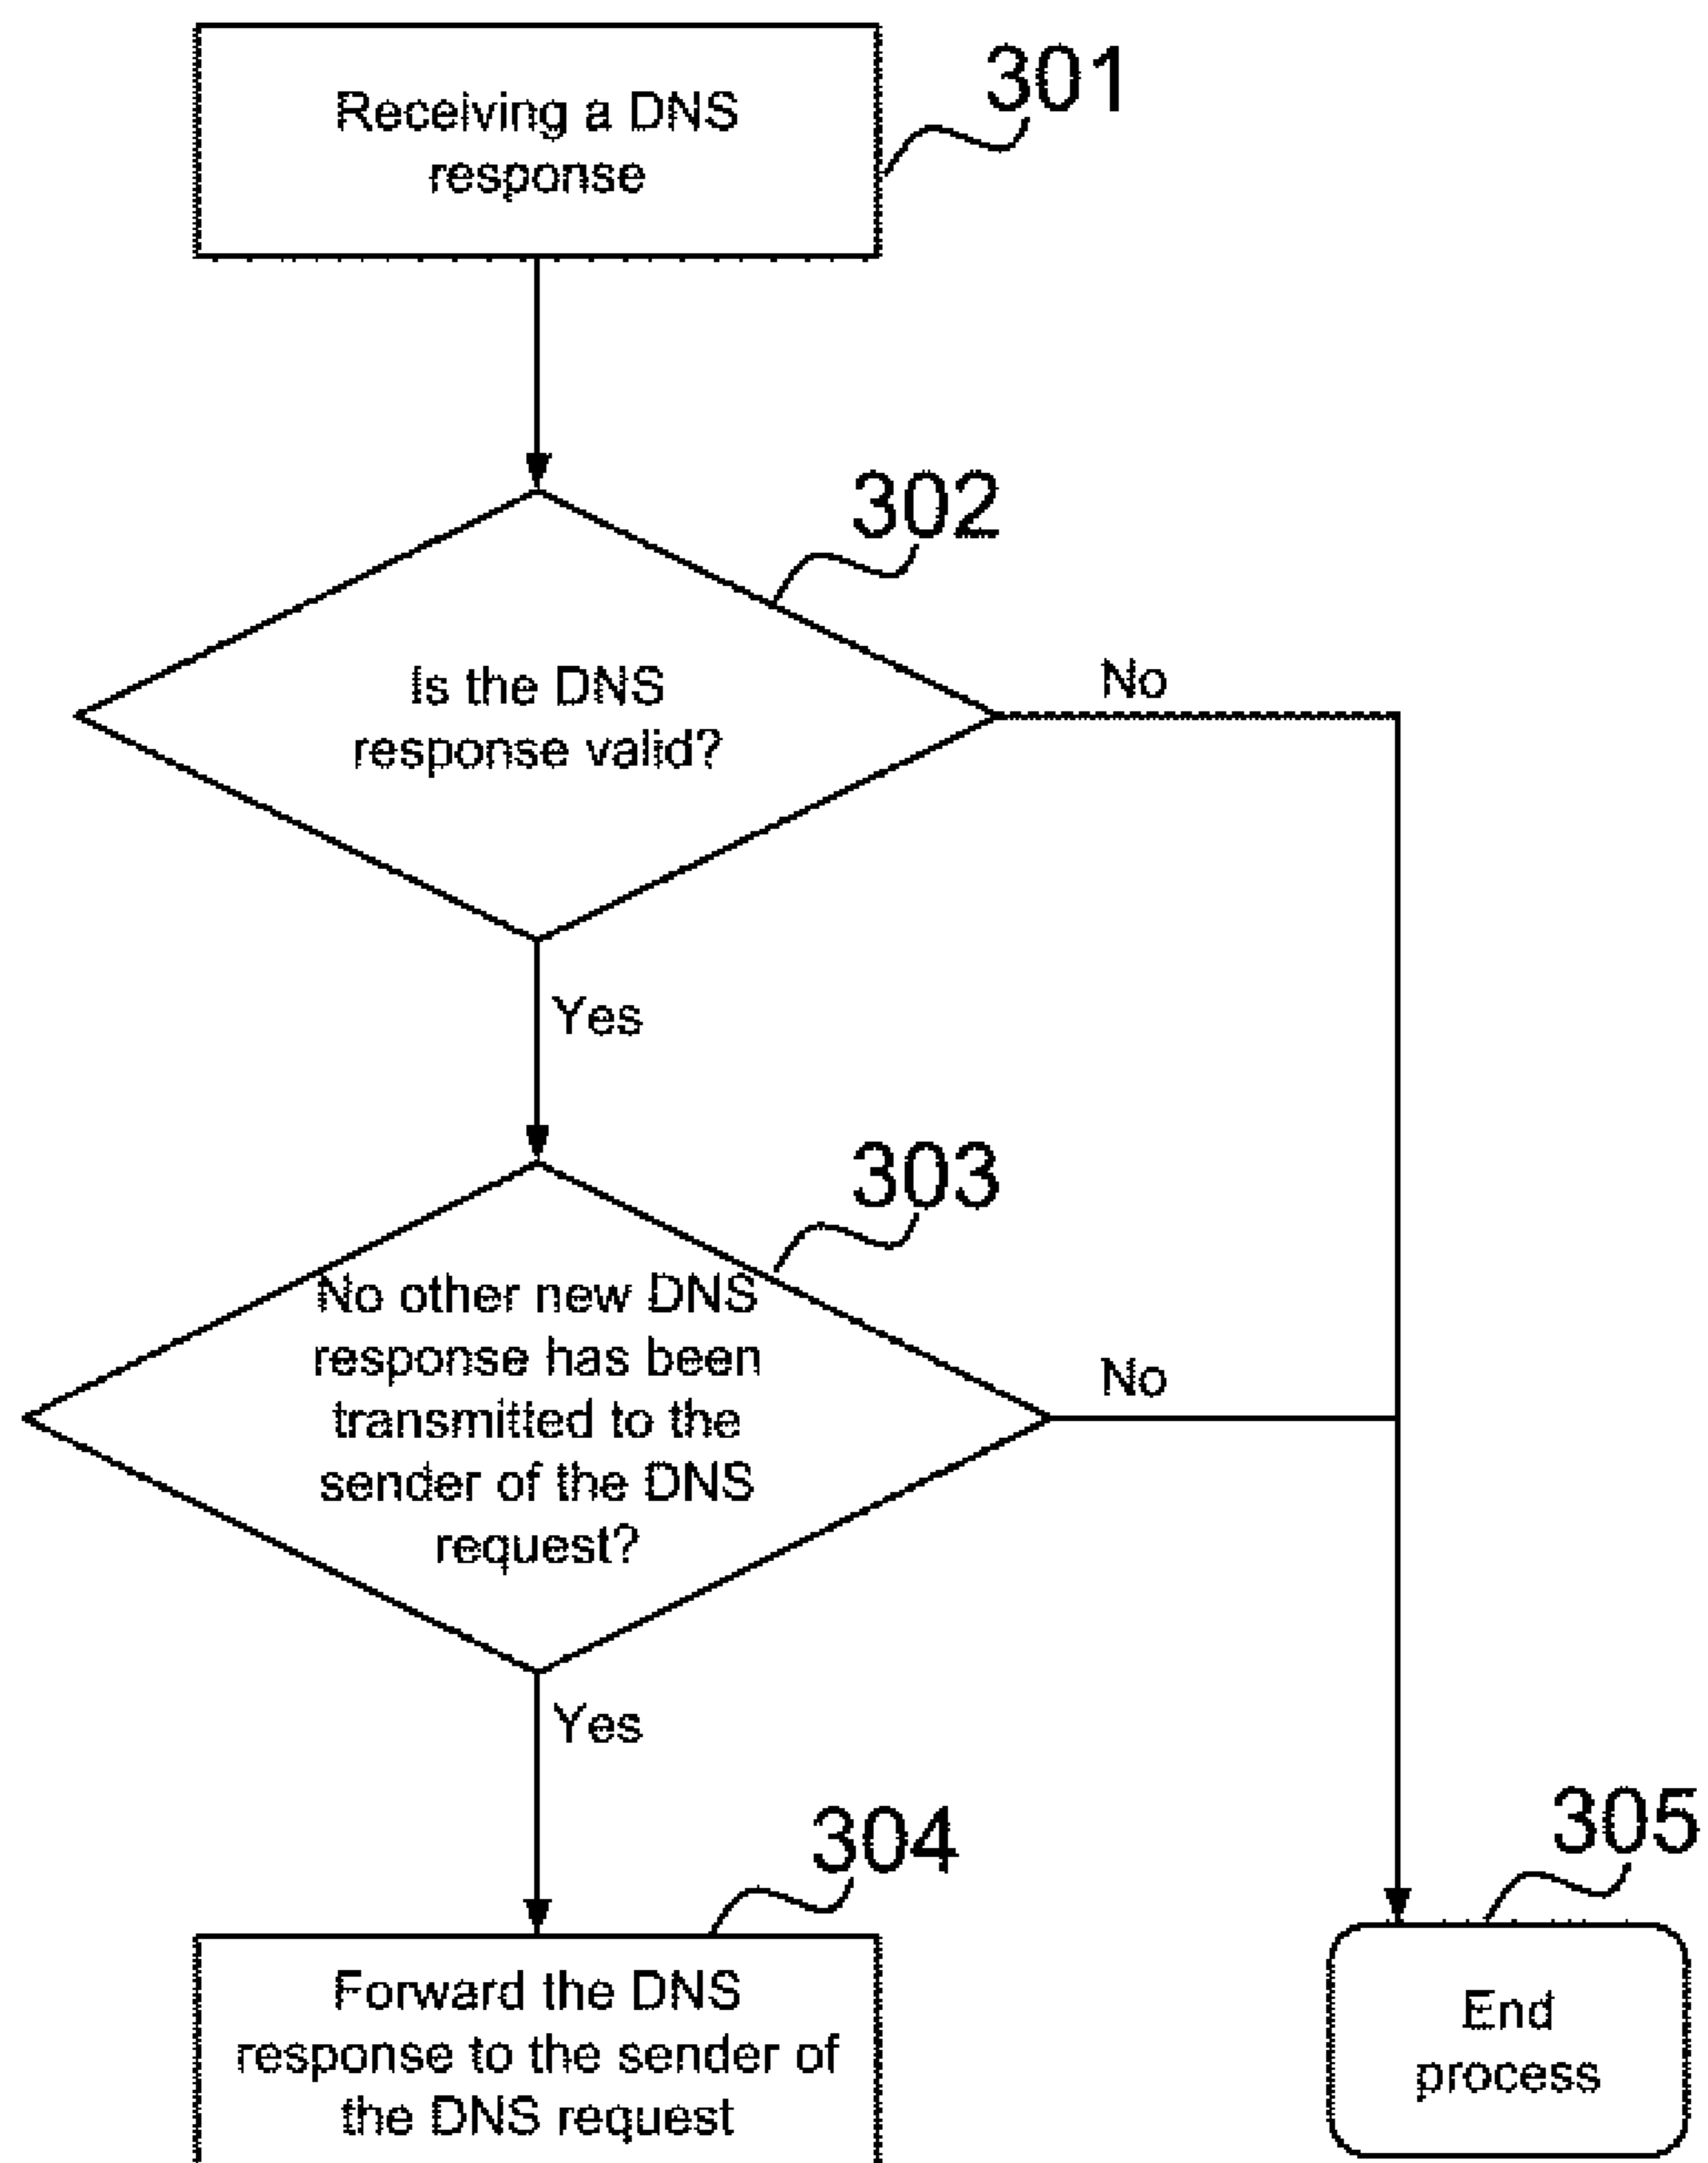 Receiving a DNS
response
301
302
Is the DNS
response valid?
No
Yes
303
No other new DNS
response has been
transmitted to the
sender of the DNS
request?
No
Yes
304
Forward the DNS
response to the sender of
the DNS request
305
End
process